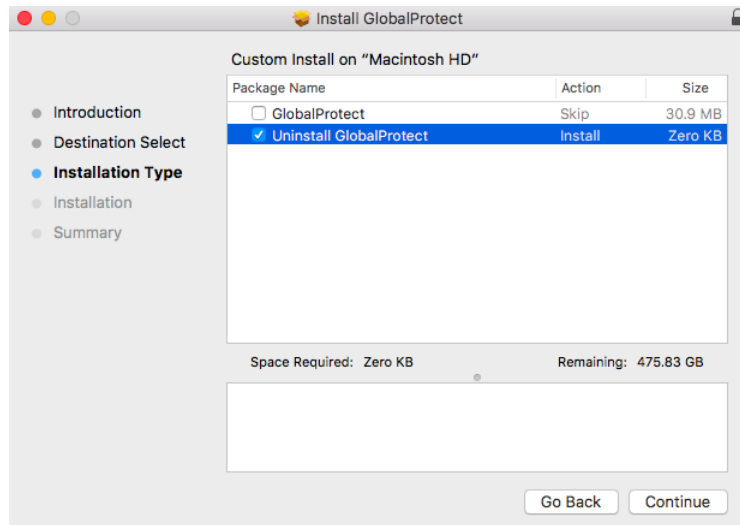 Install GlobalProtect
Custom Install on “Macintosh HD”
Package Name Action Size
GlobalProtect Skip 30.9 MB
Uninstall GlobalProtect Install Zero KB
Introduction
Destination Select
Installation Type
Installation
Summary
Space Required: Zero KB Remaining: 475.83 GB
Go Back Continue